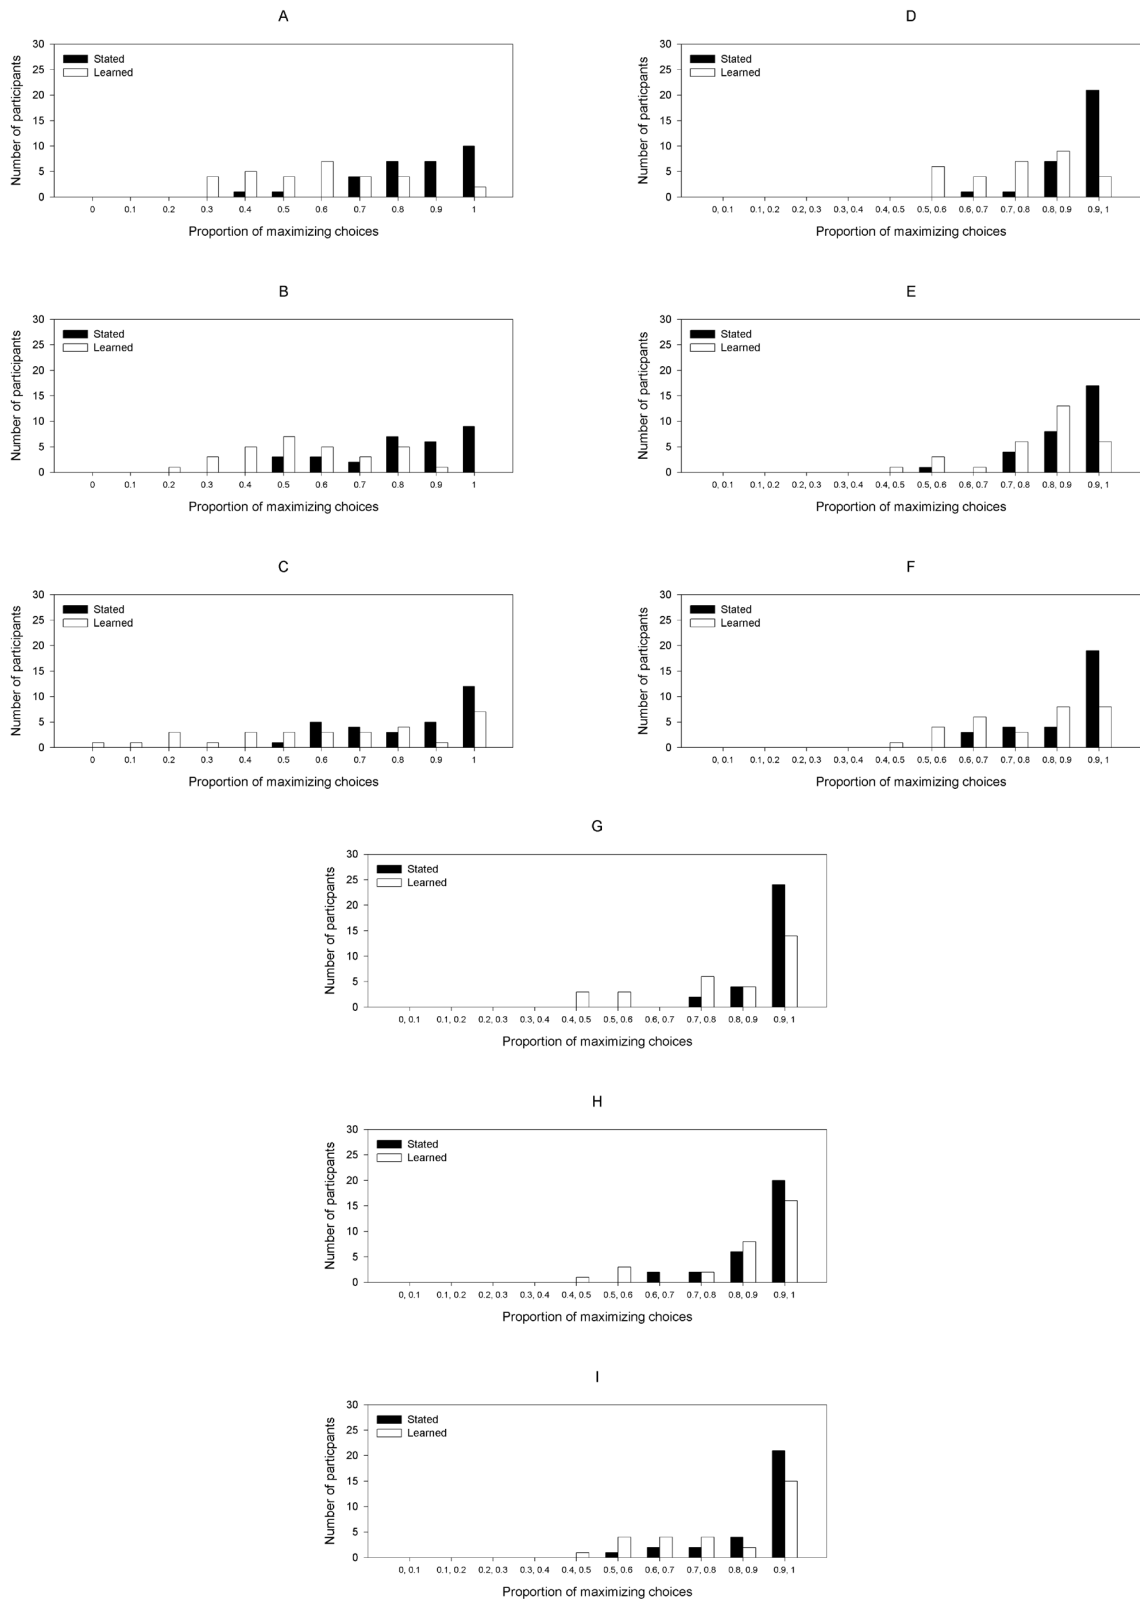 A
30
25
20
15
10
5
0
Number of participants
Stated
Learned
0 0.1 0.2 0.3 0.4 0.5 0.6 0.7 0.8 0.9 1
Proportion of maximizing choices
D
30
25
20
15
10
5
0
Number of particpants
Stated
Learned
0, 0.1 0.1, 0.2 0.2, 0.3 0.3, 0.4 0.4, 0.5 0.5, 0.6 0.6, 0.7 0.7, 0.8 0.8, 0.9 0.9, 1
Proportion of maximizing choices
B
30
25
20
15
10
5
0
Number of participants
Stated
Learned
0 0.1 0.2 0.3 0.4 0.5 0.6 0.7 0.8 0.9 1
Proportion of maximizing choices
E
30
25
20
15
10
5
0
Number of particpants
Stated
Learned
0, 0.1 0.1, 0.2 0.2, 0.3 0.3, 0.4 0.4, 0.5 0.5, 0.6 0.6, 0.7 0.7, 0.8 0.8, 0.9 0.9, 1
Proportion of maximizing choices
C
30
25
20
15
10
5
0
Number of participants
Stated
Learned
0 0.1 0.2 0.3 0.4 0.5 0.6 0.7 0.8 0.9 1
Proportion of maximizing choices
F
30
25
20
15
10
5
0
Number of particpants
Stated
Learned
0, 0.1 0.1, 0.2 0.2, 0.3 0.3, 0.4 0.4, 0.5 0.5, 0.6 0.6, 0.7 0.7, 0.8 0.8, 0.9 0.9, 1
Proportion of maximizing choices
G
30
25
20
15
10
5
0
Number of particpants
Stated
Learned
0, 0.1 0.1, 0.2 0.2, 0.3 0.3, 0.4 0.4, 0.5 0.5, 0.6 0.6, 0.7 0.7, 0.8 0.8, 0.9 0.9, 1
Proportion of maximizing choices
H
30
25
20
15
10
5
0
Number of particpants
Stated
Learned
0, 0.1 0.1, 0.2 0.2, 0.3 0.3, 0.4 0.4, 0.5 0.5, 0.6 0.6, 0.7 0.7, 0.8 0.8, 0.9 0.9, 1
Proportion of maximizing choices
I
30
25
20
15
10
5
0
Number of particpants
Stated
Learned
0, 0.1 0.1, 0.2 0.2, 0.3 0.3, 0.4 0.4, 0.5 0.5, 0.6 0.6, 0.7 0.7, 0.8 0.8, 0.9 0.9, 1
Proportion of maximizing choices